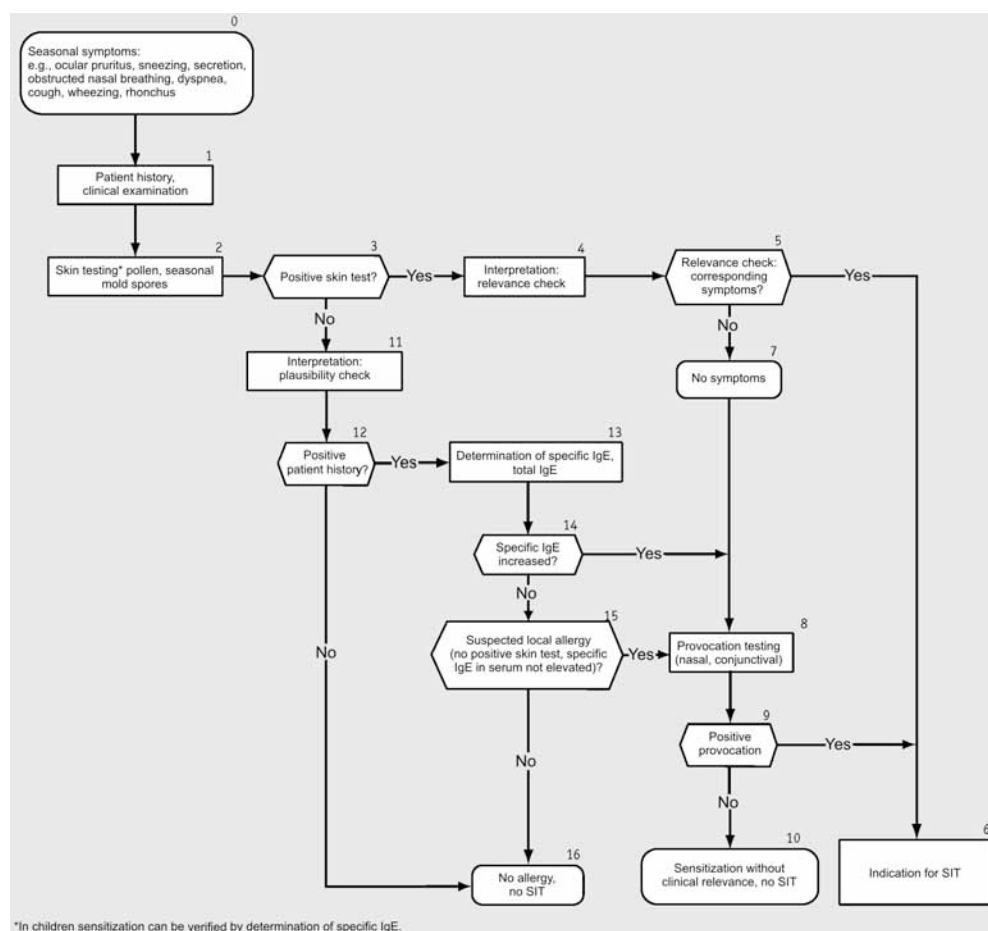 0
Seasonal symptoms:
e.g., ocular pruritus, sneezing, secretion,
obstructed nasal breathing, dyspnea,
cough, wheezing, rhonchus
1
Patient history,
clinical examination
2
Skin testing* pollen, seasonal
mold spores
3
Positive skin test?
Yes
4
Interpretation:
relevance check
5
Relevance check:
corresponding
symptoms?
Yes
No
No
7
No symptoms
11
Interpretation:
plausibility check
12
Positive
patient history?
Yes
13
Determination of specific IgE,
total IgE
14
Specific IgE
increased?
Yes
No
15
Suspected local allergy
(no positive skin test, specific
IgE in serum not elevated)?
Yes
8
Provocation testing
(nasal, conjunctival)
No
9
Positive
provocation
Yes
No
No
16
No allergy,
no SIT
10
Sensitization without
clinical relevance, no SIT
6
Indication for SIT
*In children sensitization can be verified by determination of specific IgE.